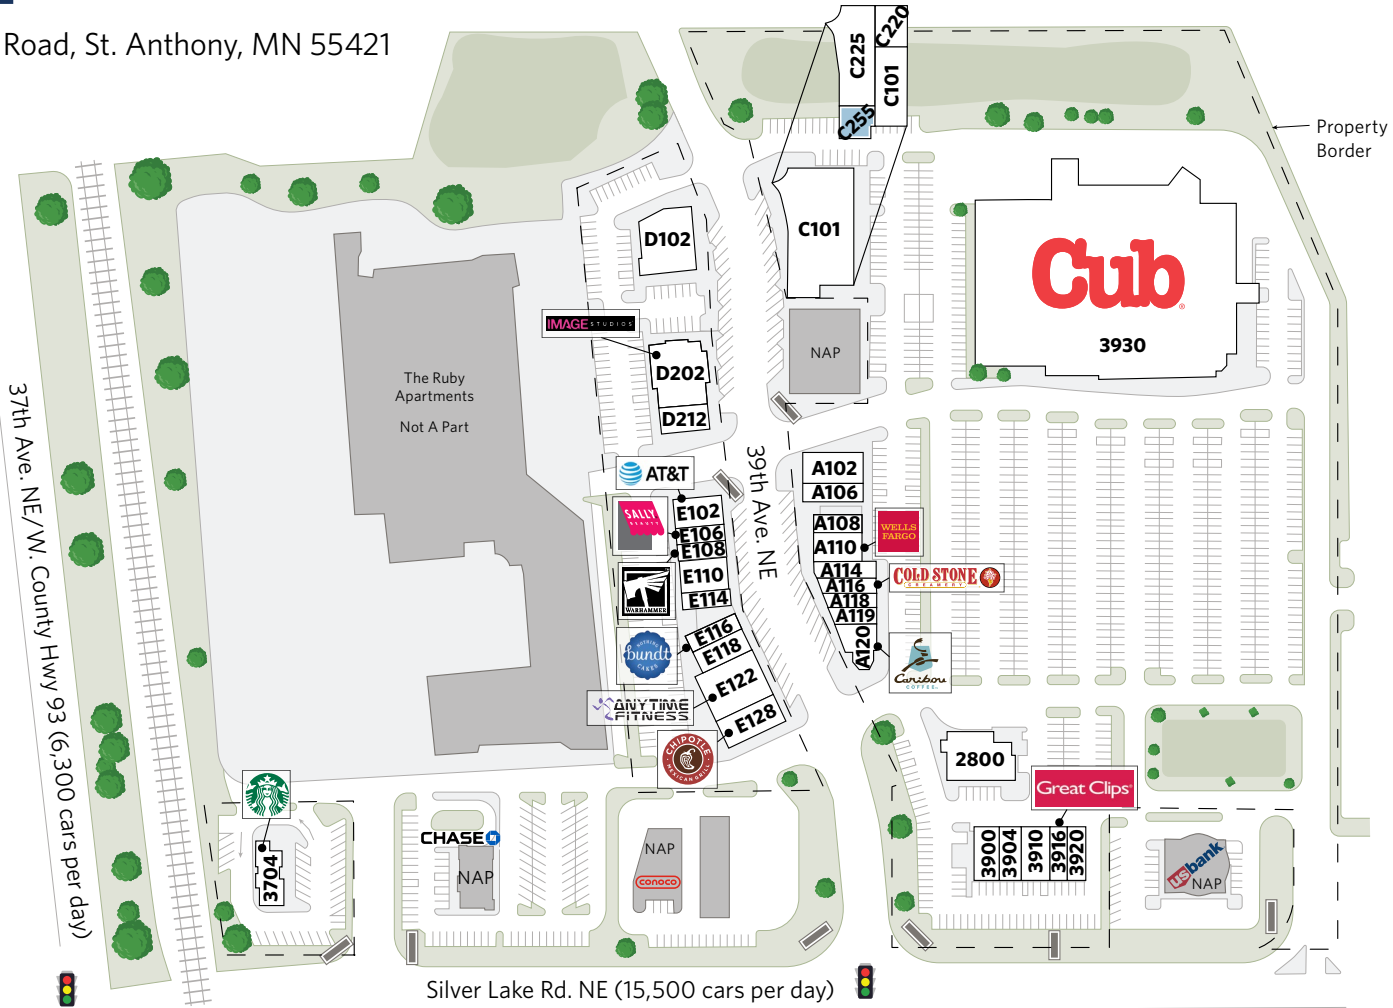 Road, St. Anthony, MN 55421
C225
C220
C101
C255
Property
Border
D102
C101
Cub
3930
IMAGE STUDIOS
D202
D212
NAP
The Ruby
Apartments
Not A Part
37th Ave. NE/W. County Hwy 93 (6,300 cars per day)
39th Ave. NE
AT&T
SALLY
BEAUTY
WARHAMMER
NOTHING
bundt
CAKES
ANYTIME
FITNESS
CHIPOTLE
MEXICAN GRILL
E102
E106
E108
E110
E114
E116
E118
E122
E128
A102
A106
A108
A110
A114
A116
A118
A119
A120
WELLS
FARGO
COLD STONE
CREAMERY
Caribou
COFFEE
2800
Great Clips
3900
3904
3910
3916
3920
usbank
NAP
3704
CHASE
NAP
NAP
conoco
Silver Lake Rd. NE (15,500 cars per day)